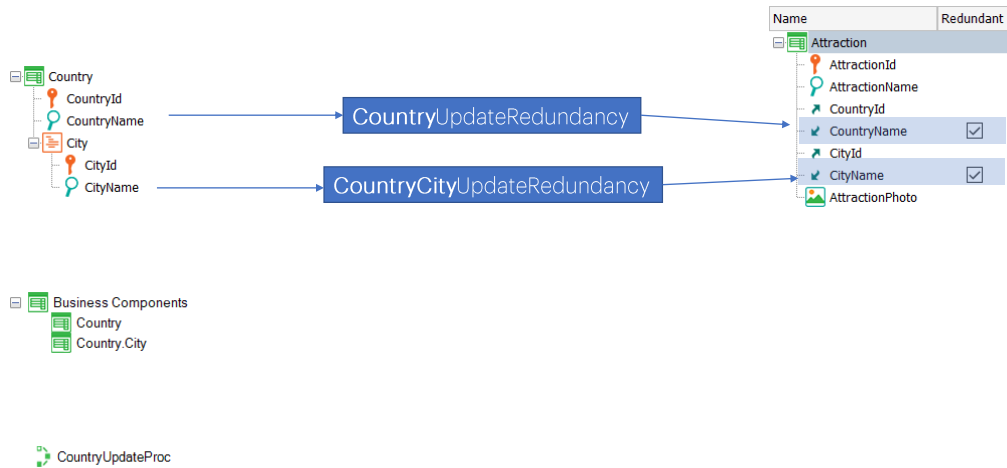 Name Redundant
Attraction
AttractionId
AttractionName
CountryId
CountryName
CityId
CityName
AttractionPhoto
Country
CountryId
CountryName
City
CityId
CityName
CountryUpdateRedundancy
CountryCityUpdateRedundancy
Business Components
Country
Country.City
CountryUpdateProc